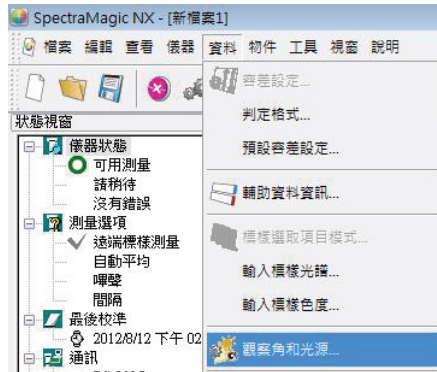 SpectraMagic NX - [新檔案1]
檔案 編輯 查看 儀器 資料 物件 工具 視窗 說明
容差設定...
判定格式...
預設容差設定...
輔助資料資訊...
標樣選取項目模式...
輸入標樣光譜...
輸入標樣色度...
觀察角和光源...
狀態視窗
儀器狀態
可用測量
請稍待
沒有錯誤
測量選項
遠端標樣測量
自動平均
嗶聲
間隔
最後校準
2012/8/12 下午 02
通訊